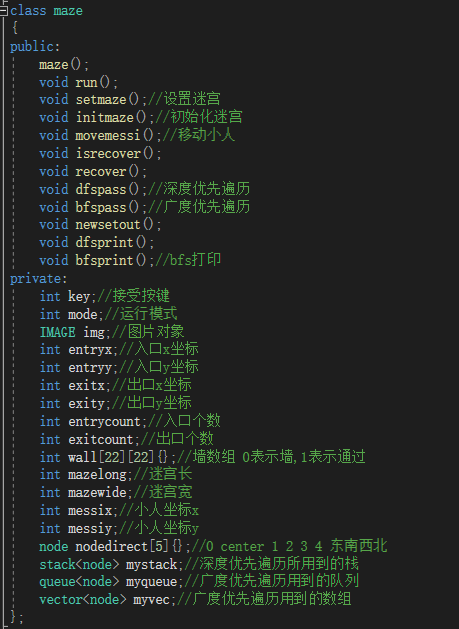 class maze
{
public:
maze();
void run();
void setmaze();//设置迷宫
void initmaze();//初始化迷宫
void movemessi();//移动小人
void isrecover();
void recover();
void dfspass();//深度优先遍历
void bfspass();//广度优先遍历
void newsetout();
void dfsprint();
void bfsprint();//bfs打印
private:
int key;//接受按键
int mode;//运行模式
IMAGE img;//图片对象
int entryx;//入口x坐标
int entryy;//入口y坐标
int exitx;//出口x坐标
int exity;//出口y坐标
int entrycount;//入口个数
int exitcount;//出口个数
int wall[22][22]{};//墙数组 0表示墙,1表示通过
int mazelong;//迷宫长
int mazewide;//迷宫宽
int messix;//小人坐标x
int messiy;//小人坐标y
node nodedirect[5]{};//0 center 1 2 3 4 东南西北
stack<node> mystack;//深度优先遍历所用到的栈
queue<node> myqueue;//广度优先遍历用到的队列
vector<node> myvec;//广度优先遍历用到的数组
};